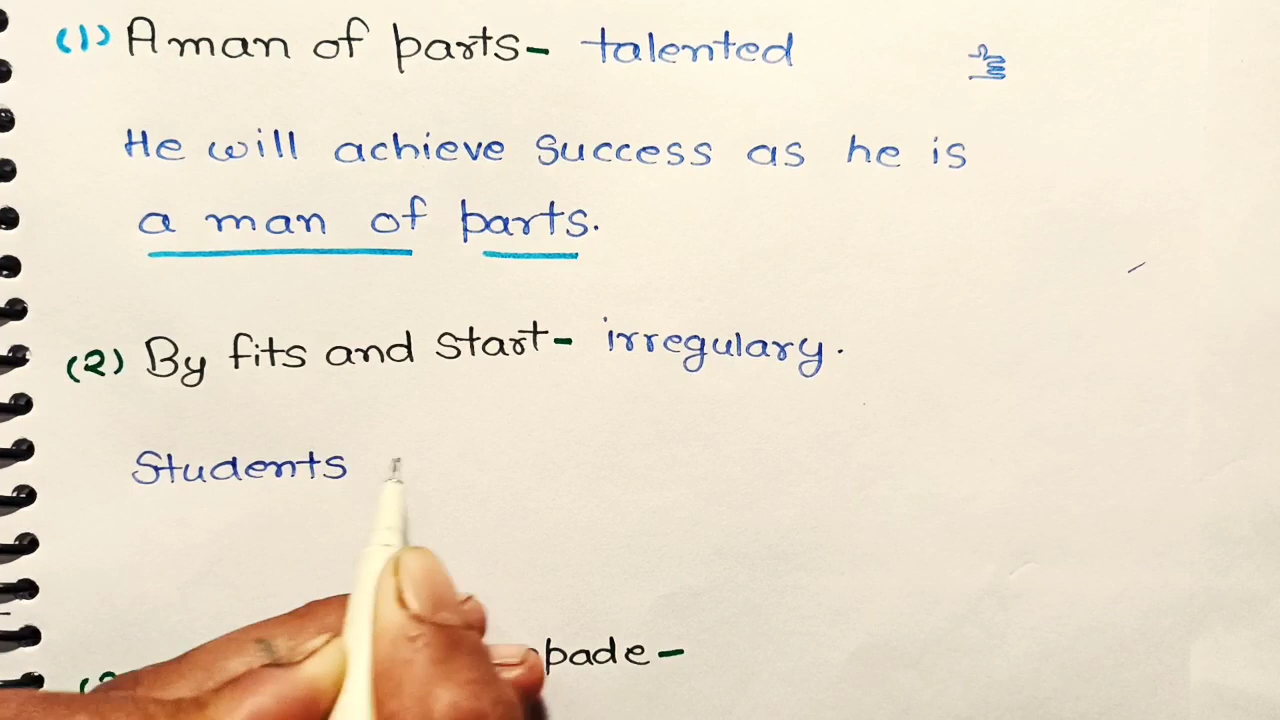 (1) A man of parts- talented
He will achieve success as he is
a man of parts.
(2) By fits and start- irregulary.
Students
pade-